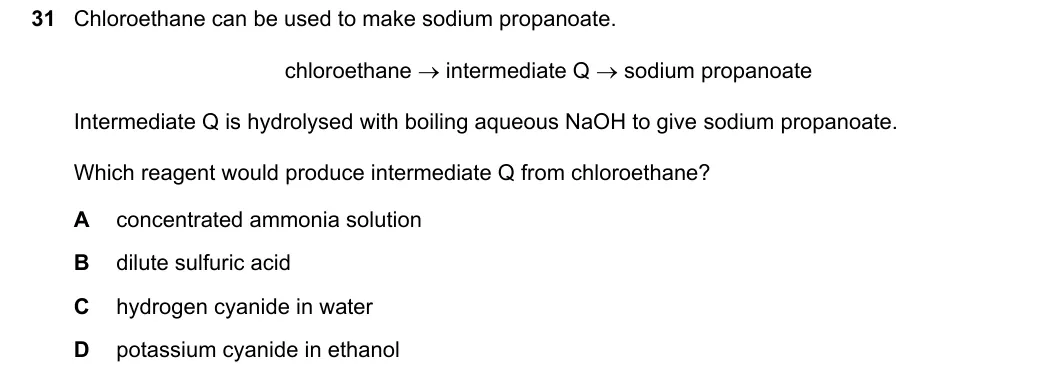 31 Chloroethane can be used to make sodium propanoate.
chloroethane → intermediate Q → sodium propanoate
Intermediate Q is hydrolysed with boiling aqueous NaOH to give sodium propanoate.
Which reagent would produce intermediate Q from chloroethane?
A concentrated ammonia solution
B dilute sulfuric acid
C hydrogen cyanide in water
D potassium cyanide in ethanol